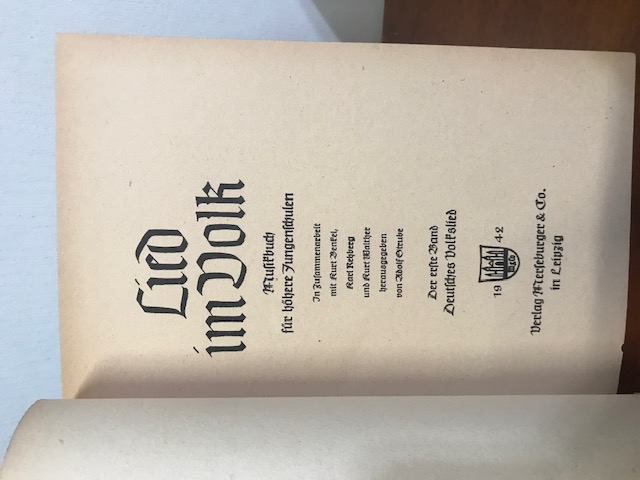 Lied
im Volk
Musikbuch
für höhere Jungenschulen
In Zusammenarbeit
mit Kurt Benkel,
Karl Rehberg
und Kurt Walther
herausgegeben
von Adolf Strube
Der erste Band
Deutsches Volkslied
19 42
Verlag Merseburger & Co.
in Leipzig